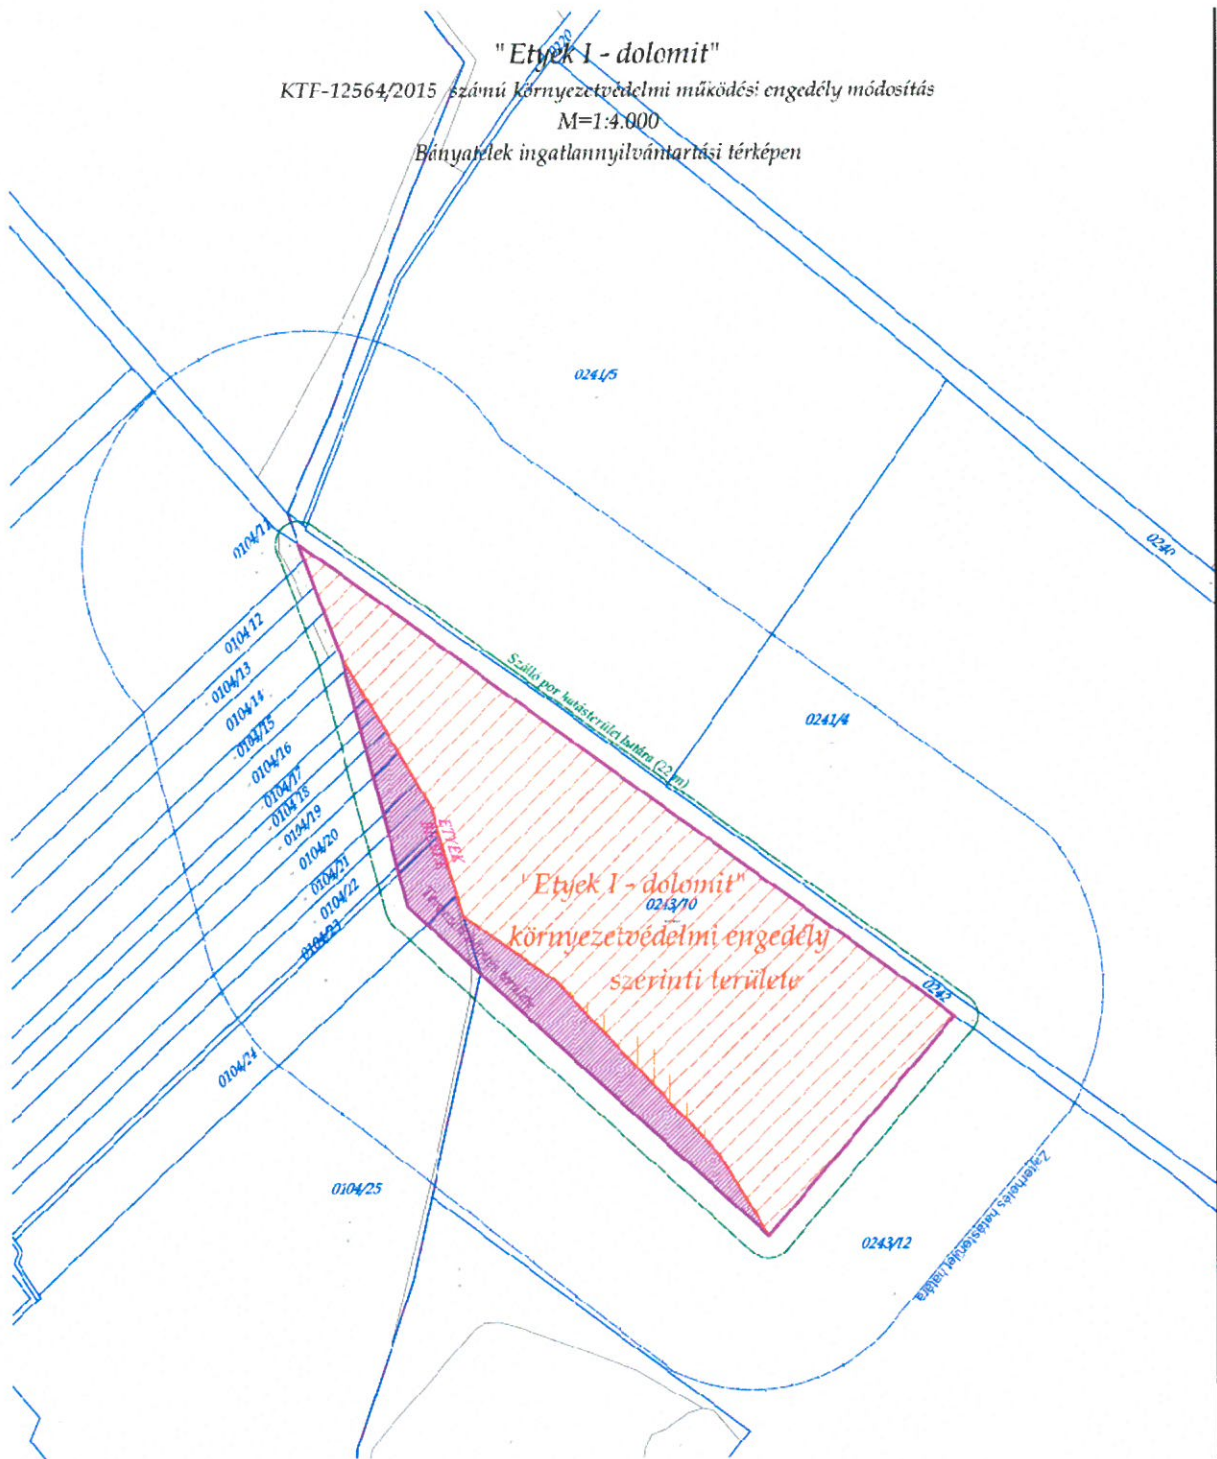 "Etyek I - dolomit"
KTF-12564/2015 számú környezetvédelmi működési engedély módosítás
M=1:4.000
Bányatelek ingatlannyilvántartási térképen
0220
0241/5
0240
0104/11
0104/12
0104/13
0104/14
0104/15
0104/16
0104/17
0104/18
0104/19
0104/20
0104/21
0104/22
0104/23
0104/24
0104/25
Szálló por hatásterület határa (22 m)
0241/4
ETYEK
"Etyek I - dolomit"
0243/10
környezetvédelmi engedély
szerinti területe
területe
0242
0243/12
Zajterhelés hatásterület határa